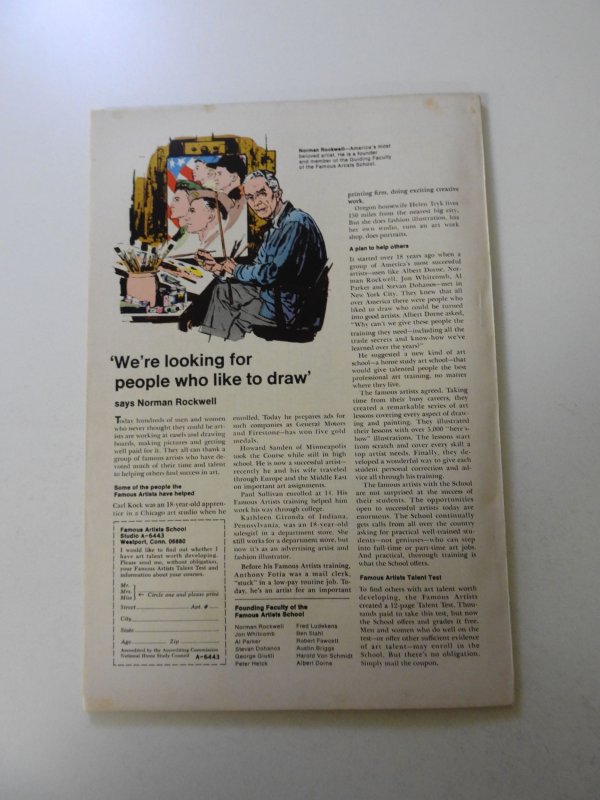 Norman Rockwell—America's most
beloved artist. He is a founder
and member of the Guiding Faculty
of the Famous Artists School.
'We're looking for
people who like to draw'
says Norman Rockwell
Today hundreds of men and women
who never thought they could be art-
ists are working at easels and drawing
boards, making pictures and getting
well paid for it. They all can thank a
group of famous artists who have de-
voted much of their time and talent
to helping others find success in art.
Some of the people the
Famous Artists have helped
Carl Kock was an 18-year-old appren-
tice in a Chicago art studio when he
Famous Artists School
Studio A-6443
Westport, Conn. 06880
I would like to find out whether I
have art talent worth developing.
Please send me, without obligation,
your Famous Artists Talent Test and
information about your courses.
Mr.
Mrs.
Miss
← Circle one and please print
Street Apt. #
City
State
Age Zip
Accredited by the Accrediting Commission
National Home Study Council A-6443
enrolled. Today he prepares ads for
such companies as General Motors
and Firestone—has won five gold
medals.
Howard Sanden of Minneapolis
took the Course while still in high
school. He is now a successful artist—
recently he and his wife traveled
through Europe and the Middle East
on important art assignments.
Paul Sullivan enrolled at 14. His
Famous Artists training helped him
work his way through college.
Kathleen Gironda of Indiana,
Pennsylvania, was an 18-year-old
salesgirl in a department store. She
still works for a department store, but
now it's as an advertising artist and
fashion illustrator.
Before his Famous Artists training,
Anthony Fotia was a mail clerk,
"stuck" in a low-pay routine job. To-
day, he's an artist for an important
Founding Faculty of the
Famous Artists School
Norman Rockwell
Jon Whitcomb
Al Parker
Stevan Dohanos
George Giusti
Peter Helck
Fred Ludekens
Ben Stahl
Robert Fawcett
Austin Briggs
Harold Von Schmidt
Albert Dorne
printing firm, doing exciting creative
work.
Oregon housewife Helen Tryk lives
150 miles from the nearest big city.
But she does fashion illustration, has
her own studio, runs an art work
shop, does portraits.
A plan to help others
It started over 18 years ago when a
group of America's most successful
artists—men like Albert Dorne, Nor-
man Rockwell, Jon Whitcomb, Al
Parker and Stevan Dohanos—met in
New York City. They knew that all
over America there were people who
liked to draw who could be turned
into good artists. Albert Dorne asked,
"Why can't we give these people the
training they need—including all the
trade secrets and know-how we've
learned over the years?"
He suggested a new kind of art
school—a home study art school—that
would give talented people the best
professional art training, no matter
where they live.
The famous artists agreed. Taking
time from their busy careers, they
created a remarkable series of art
lessons covering every aspect of draw-
ing and painting. They illustrated
their lessons with over 5,000 "here's-
how" illustrations. The lessons start
from scratch and cover every skill a
top artist needs. Finally, they de-
veloped a wonderful way to give each
student personal correction and ad-
vice all through his training.
The famous artists with the School
are not surprised at the success of
their students. The opportunities
open to successful artists today are
enormous. The School continually
gets calls from all over the country
asking for practical well-trained stu-
dents—not geniuses—who can step
into full-time or part-time art jobs.
And practical, thorough training is
what the School offers.
Famous Artists Talent Test
To find others with art talent worth
developing, the Famous Artists
created a 12-page Talent Test. Thou-
sands paid to take this test, but now
the School offers and grades it free.
Men and women who do well on the
test—or offer other sufficient evidence
of art talent—may enroll in the
School. But there's no obligation.
Simply mail the coupon.